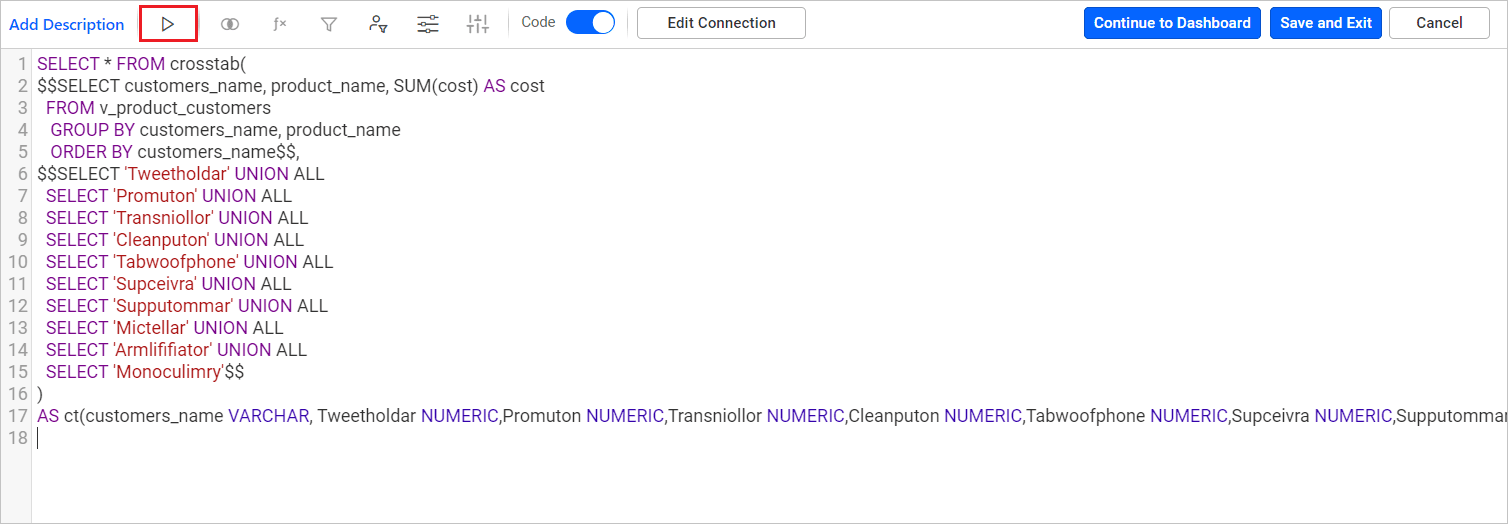 Add Description f× Code Edit Connection Continue to Dashboard Save and Exit Cancel
1 SELECT * FROM crosstab(
2 $$SELECT customers_name, product_name, SUM(cost) AS cost
3 FROM v_product_customers
4 GROUP BY customers_name, product_name
5 ORDER BY customers_name$$,
6 $$SELECT 'Tweetholdar' UNION ALL
7 SELECT 'Promuton' UNION ALL
8 SELECT 'Transniollor' UNION ALL
9 SELECT 'Cleanputon' UNION ALL
10 SELECT 'Tabwoofphone' UNION ALL
11 SELECT 'Supceivra' UNION ALL
12 SELECT 'Supputommar' UNION ALL
13 SELECT 'Mictellar' UNION ALL
14 SELECT 'Armlififiator' UNION ALL
15 SELECT 'Monoculimry'$$
16 )
17 AS ct(customers_name VARCHAR, Tweetholdar NUMERIC,Promuton NUMERIC,Transniollor NUMERIC,Cleanputon NUMERIC,Tabwoofphone NUMERIC,Supceivra NUMERIC,Supputommar
18